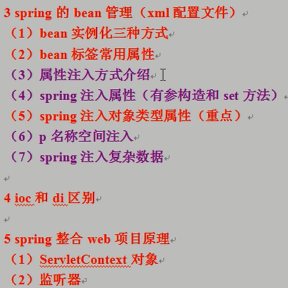 3 spring 的 bean 管理（xml 配置文件）
（1）bean 实例化三种方式
（2）bean 标签常用属性
（3）属性注入方式介绍
（4）spring 注入属性（有参构造和 set 方法）
（5）spring 注入对象类型属性（重点）
（6）p 名称空间注入
（7）spring 注入复杂数据
4 ioc 和 di 区别
5 spring 整合 web 项目原理
（1）ServletContext 对象
（2）监听器